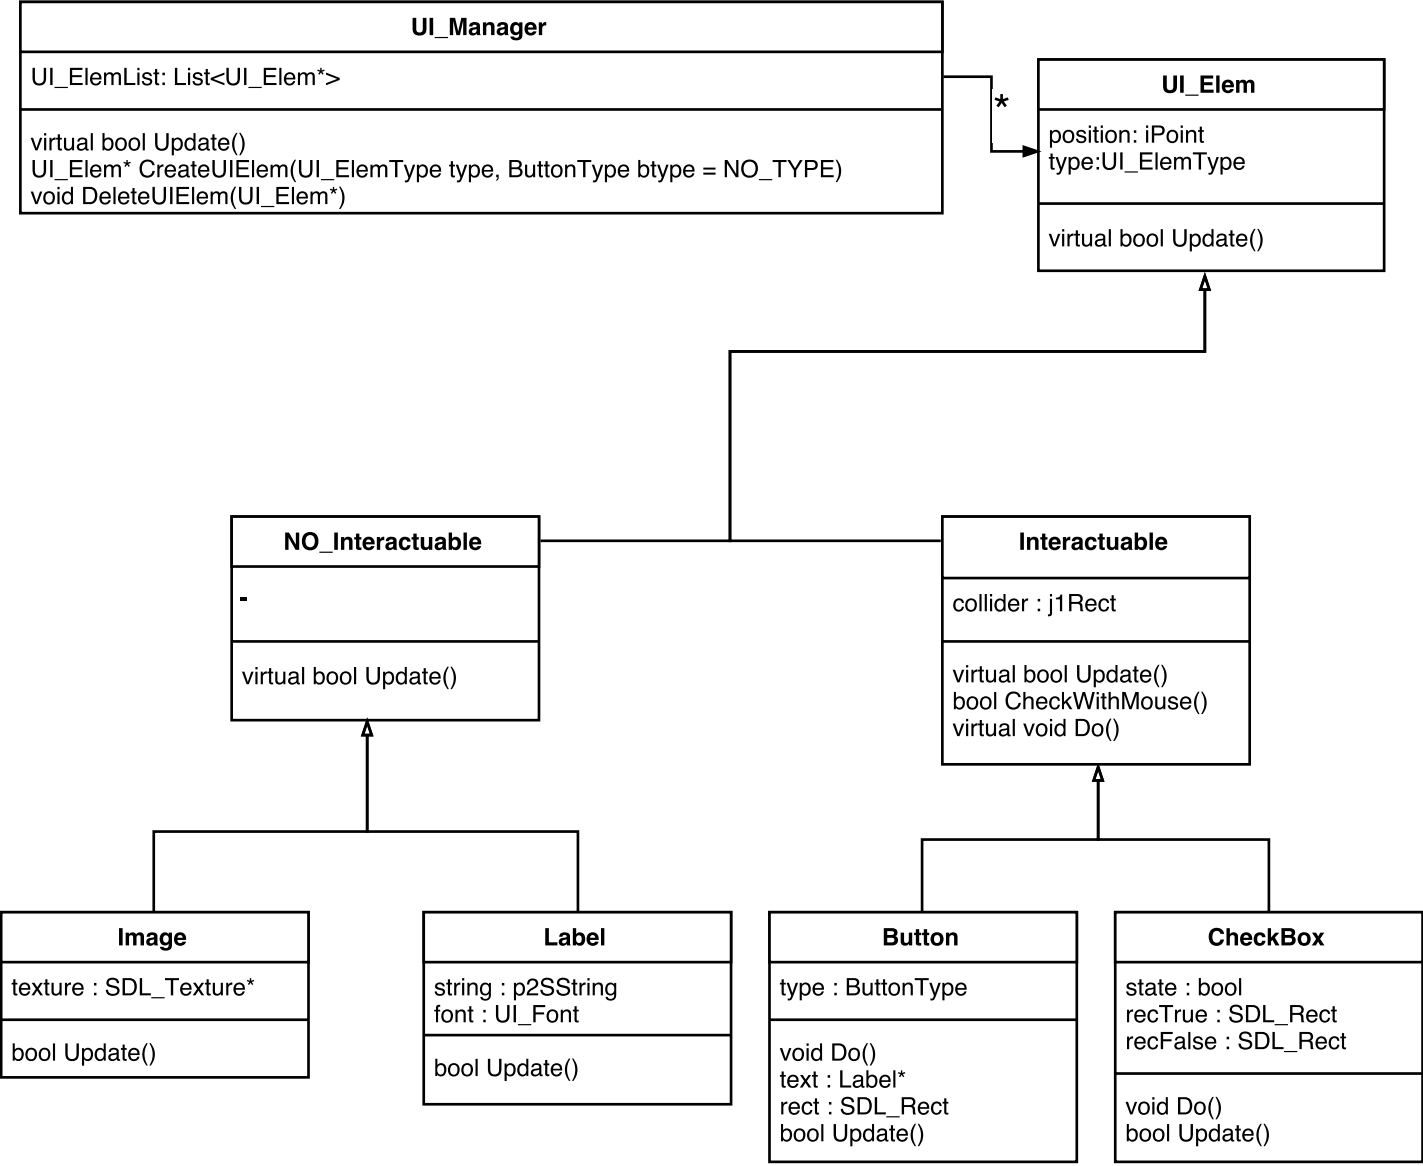 UI_Manager
UI_ElemList: List<UI_Elem*>
virtual bool Update()
UI_Elem* CreateUIElem(UI_ElemType type, ButtonType btype = NO_TYPE)
void DeleteUIElem(UI_Elem*)
*
UI_Elem
position: iPoint
type:UI_ElemType
virtual bool Update()
NO_Interactuable
-
virtual bool Update()
Interactuable
collider : j1Rect
virtual bool Update()
bool CheckWithMouse()
virtual void Do()
Image
texture : SDL_Texture*
bool Update()
Label
string : p2SString
font : UI_Font
bool Update()
Button
type : ButtonType
void Do()
text : Label*
rect : SDL_Rect
bool Update()
CheckBox
state : bool
recTrue : SDL_Rect
recFalse : SDL_Rect
void Do()
bool Update()